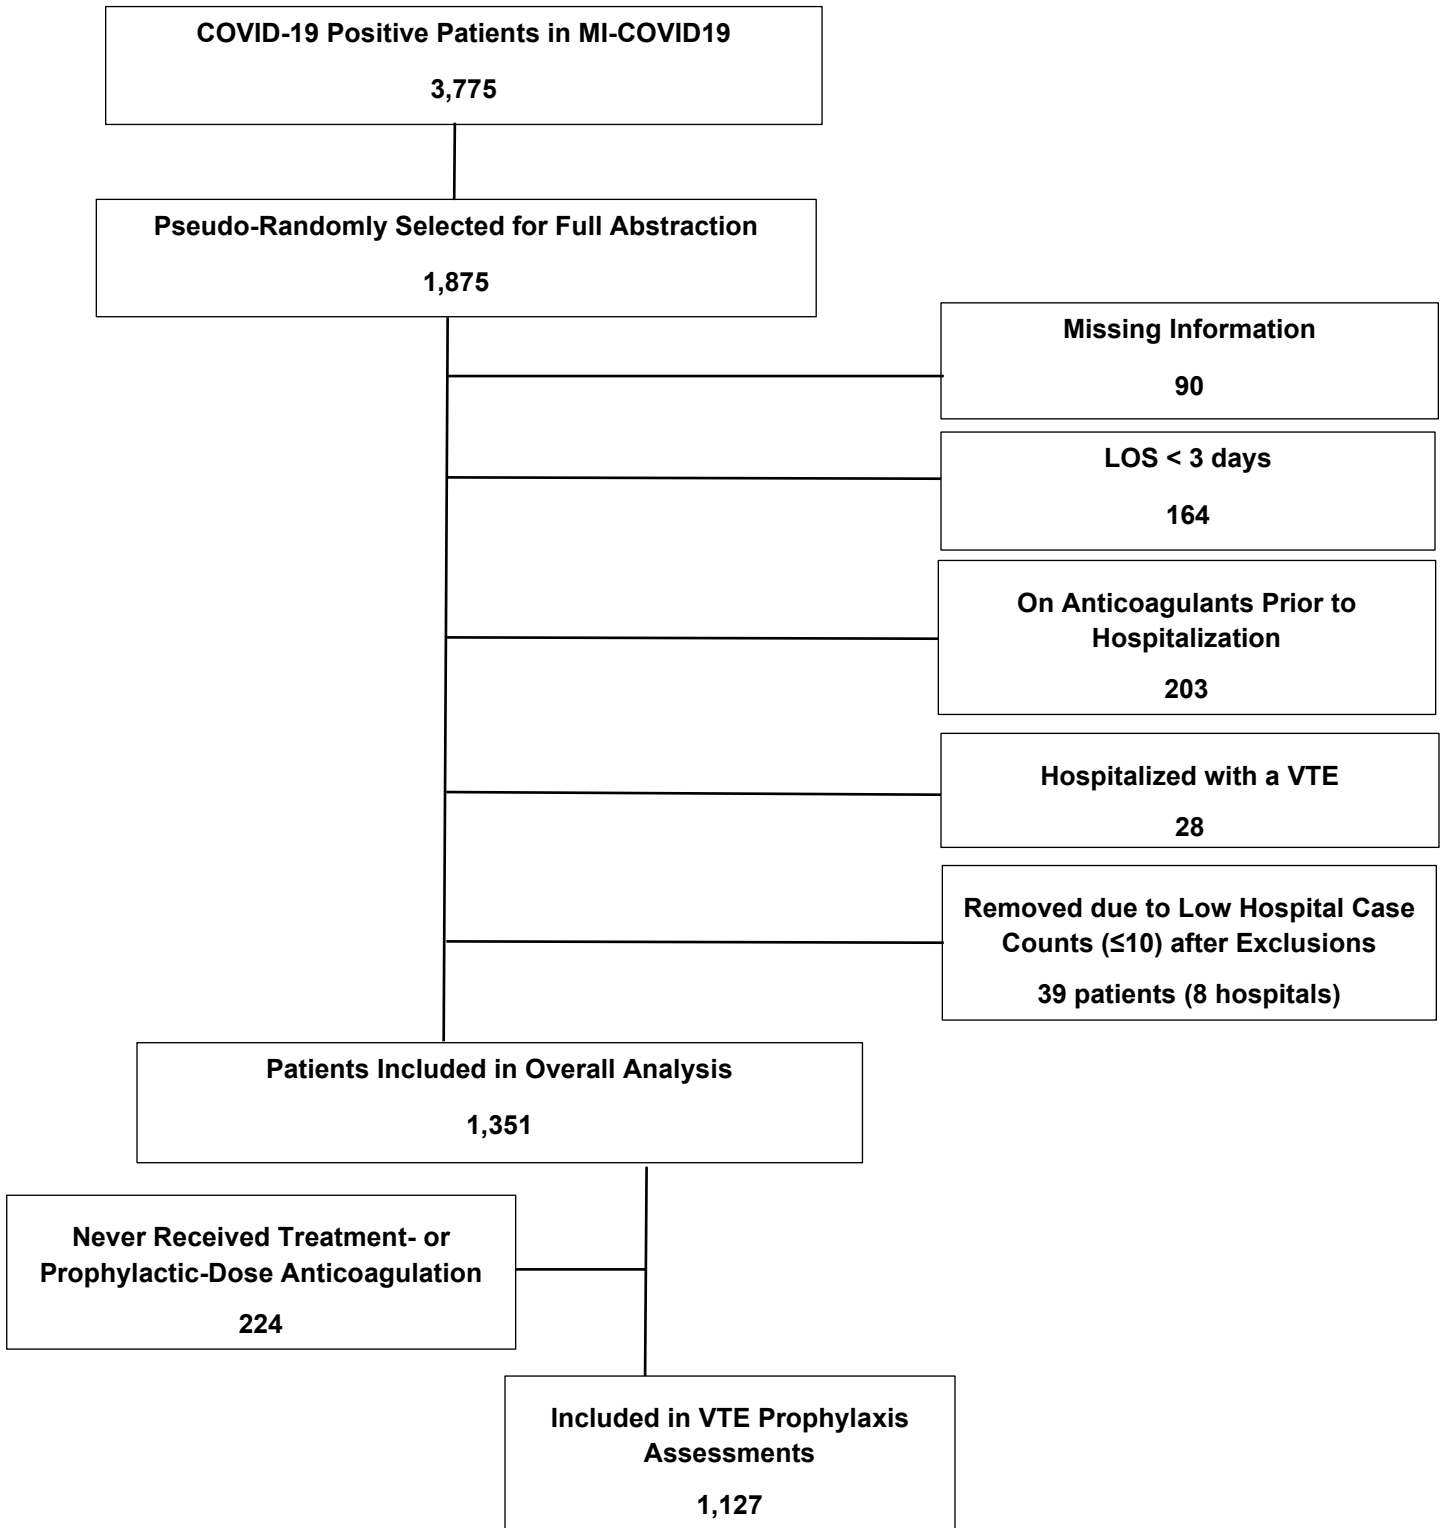 COVID-19 Positive Patients in MI-COVID19
3,775
Pseudo-Randomly Selected for Full Abstraction
1,875
Missing Information
90
LOS < 3 days
164
On Anticoagulants Prior to
Hospitalization
203
Hospitalized with a VTE
28
Removed due to Low Hospital Case
Counts (≤10) after Exclusions
39 patients (8 hospitals)
Patients Included in Overall Analysis
1,351
Never Received Treatment- or
Prophylactic-Dose Anticoagulation
224
Included in VTE Prophylaxis
Assessments
1,127